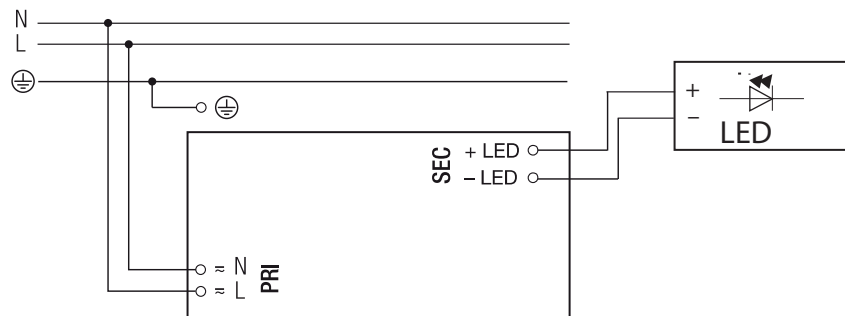 N
L
+ LED
SEC
– LED
+
–
LED
≂ N
PRI
≂ L